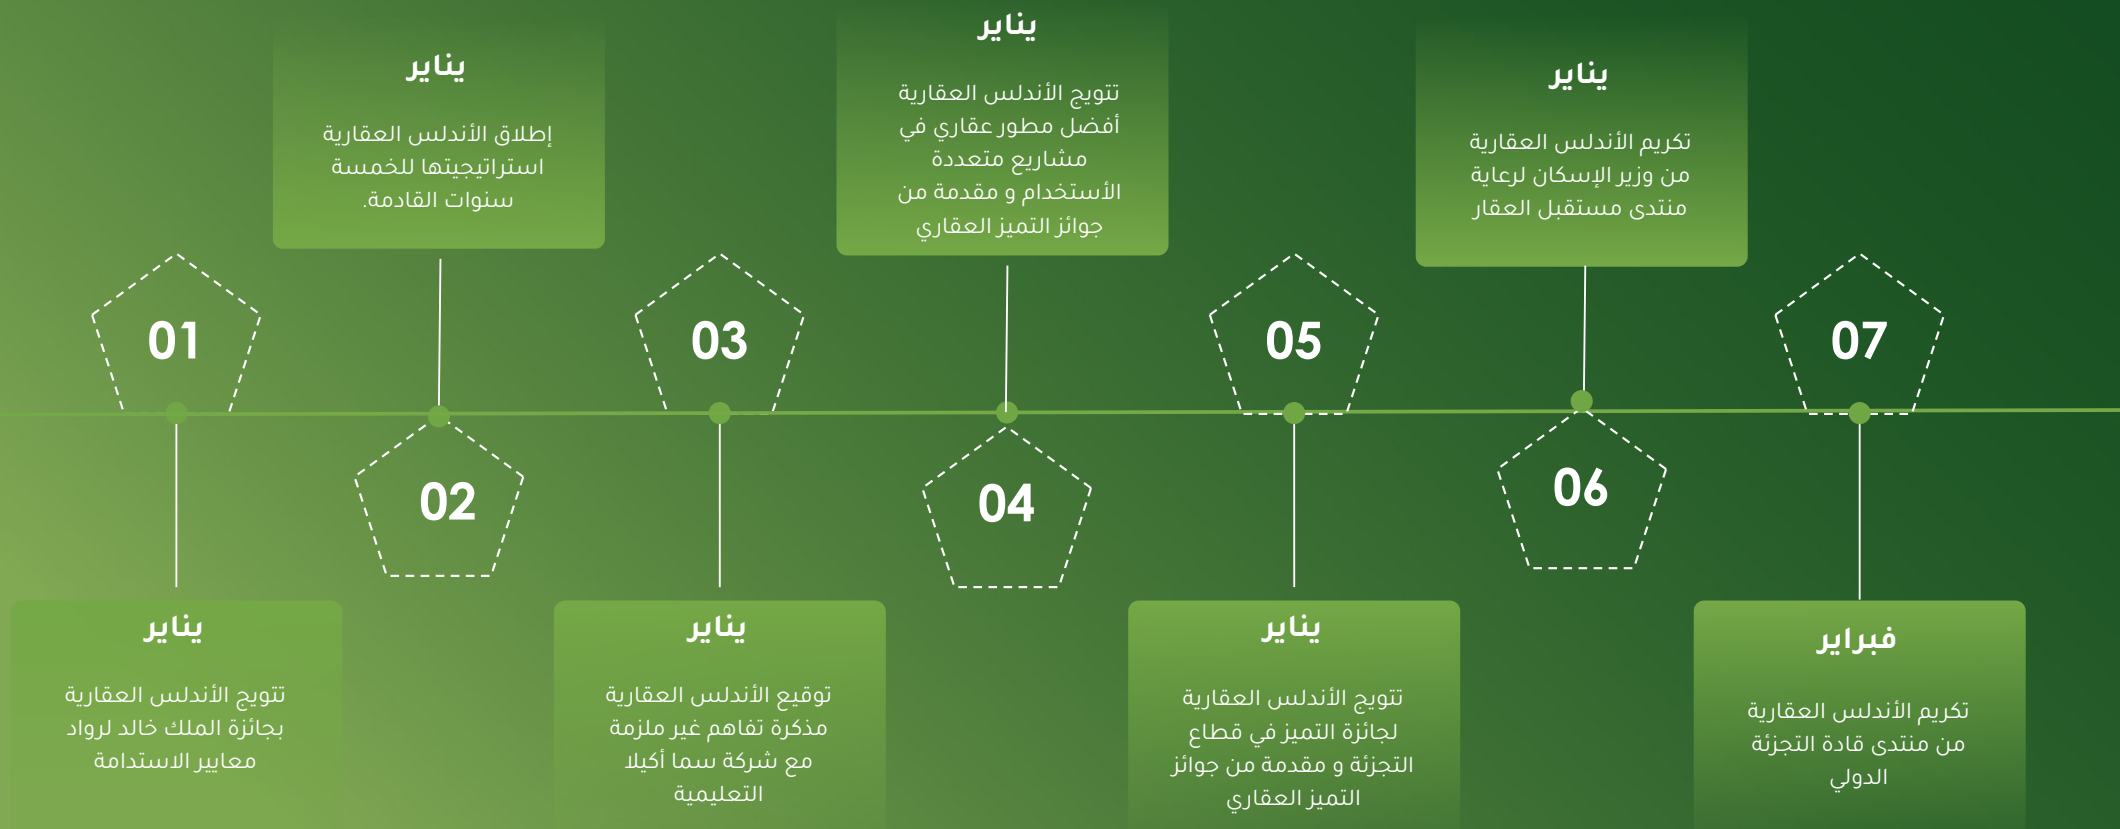 01
يناير
تتويج الأندلس العقارية
بجائزة الملك خالد لرواد
معايير الاستدامة
02
يناير
إطلاق الأندلس العقارية
استراتيجيتها للخمسة
سنوات القادمة.
03
يناير
توقيع الأندلس العقارية
مذكرة تفاهم غير ملزمة
مع شركة سما أكيلا
التعليمية
04
يناير
تتويج الأندلس العقارية
أفضل مطور عقاري في
مشاريع متعددة
الأستخدام و مقدمة من
جوائز التميز العقاري
05
يناير
تتويج الأندلس العقارية
لجائزة التميز في قطاع
التجزئة و مقدمة من جوائز
التميز العقاري
06
يناير
تكريم الأندلس العقارية
من وزير الإسكان لرعاية
منتدى مستقبل العقار
07
فبراير
تكريم الأندلس العقارية
من منتدى قادة التجزئة
الدولي